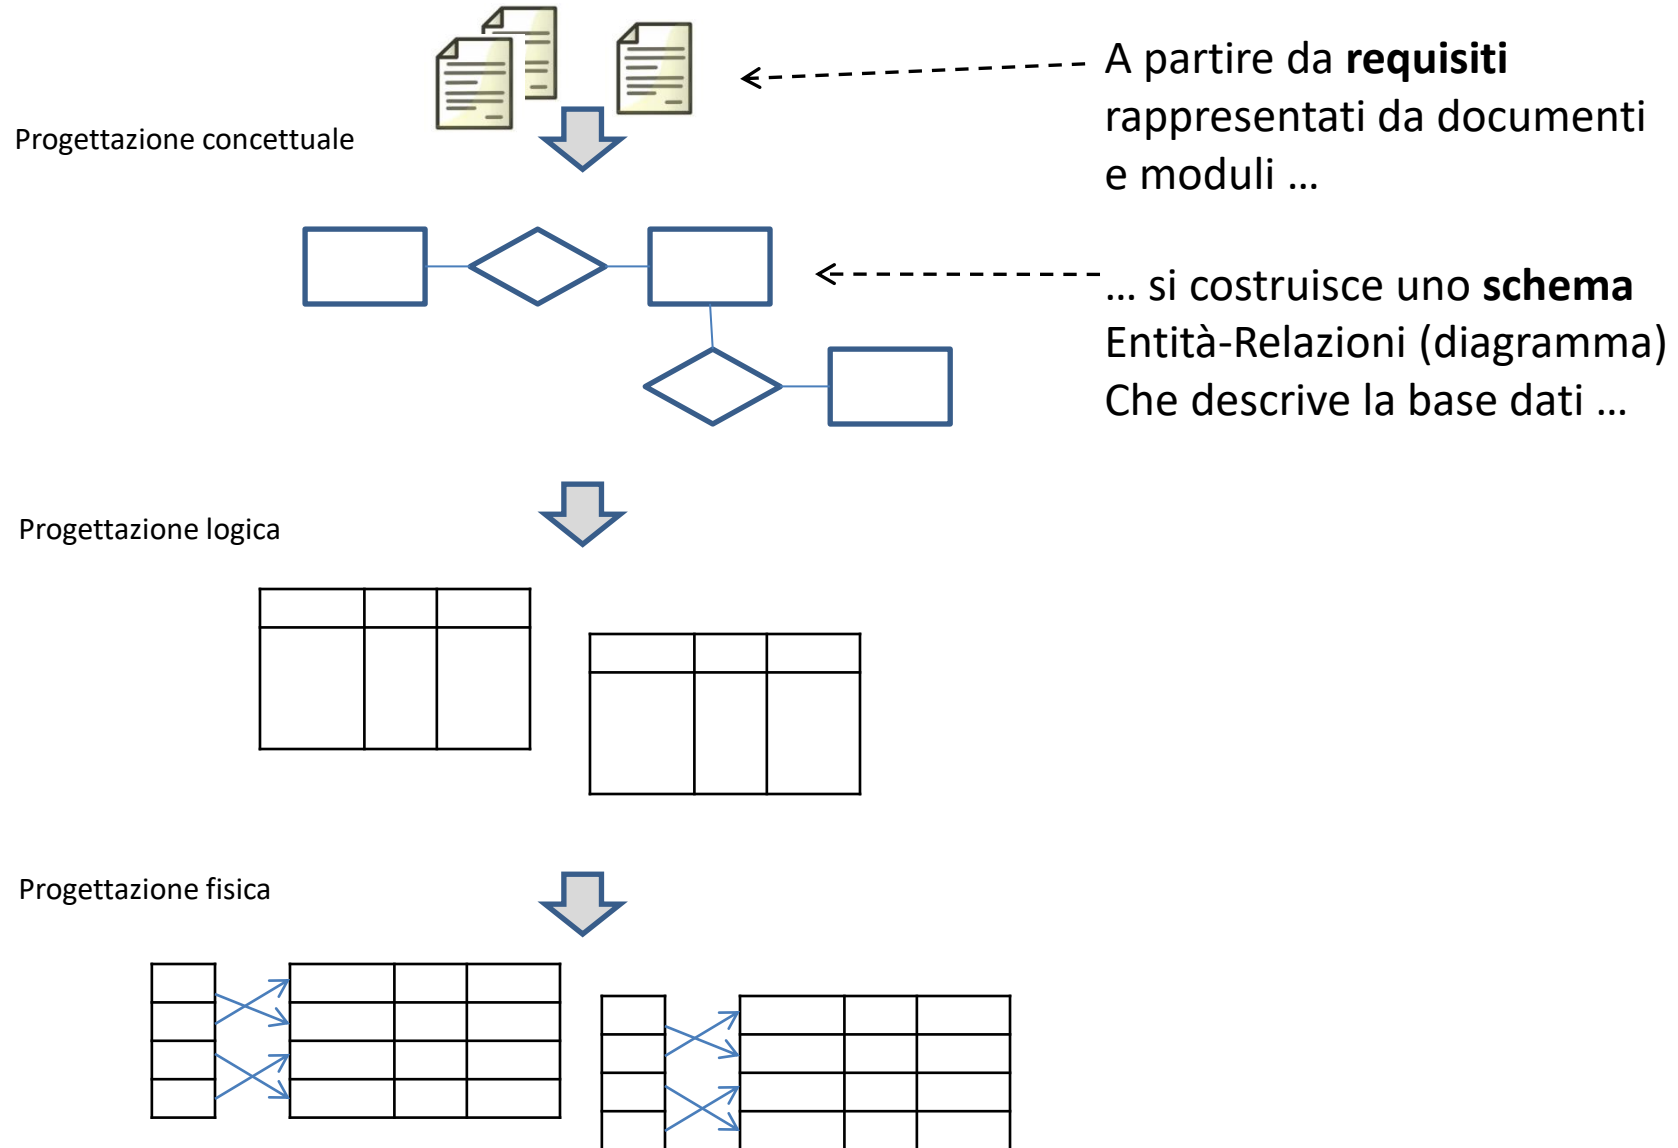 A partire da requisiti
rappresentati da documenti
e moduli …
Progettazione concettuale
… si costruisce uno schema
Entità-Relazioni (diagramma)
Che descrive la base dati …
Progettazione logica
Progettazione fisica